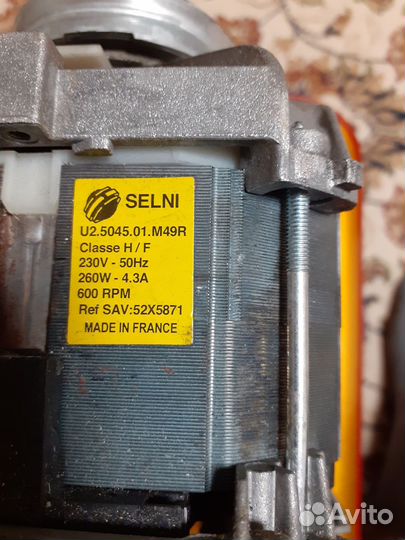 SELNI
U2.5045.01.M49R
Classe H / F
230V - 50Hz
260W - 4.3A
600 RPM
Ref SAV:52X5871
MADE IN FRANCE
Avito